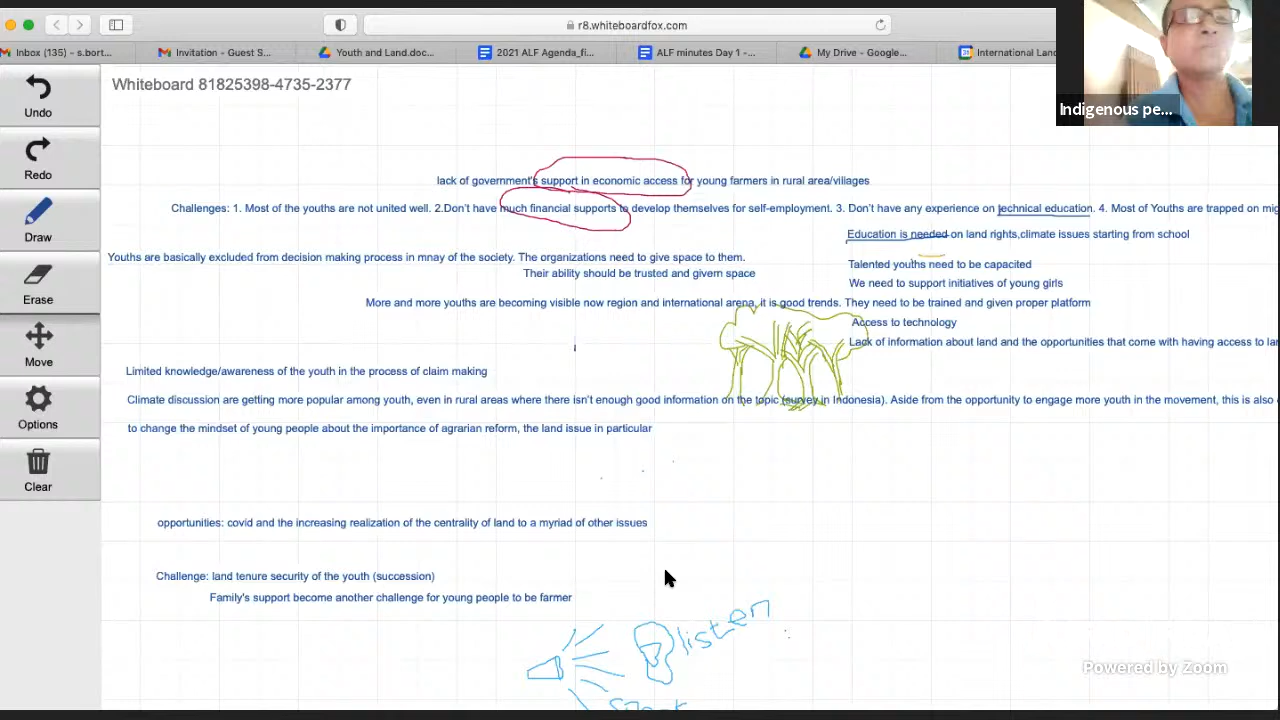 r8.whiteboardfox.com
Inbox (135) - s.bort...
Invitation - Guest S...
Youth and Land.doc...
2021 ALF Agenda_fi...
ALF minutes Day 1 -...
My Drive - Google...
International Lan
Indigenous pe...
Whiteboard 81825398-4735-2377
Undo
Redo
Draw
Erase
Move
Options
Clear
lack of government's support in economic access for young farmers in rural area/villages
Challenges: 1. Most of the youths are not united well. 2.Don't have much financial supports to develop themselves for self-employment. 3. Don't have any experience on technical education. 4. Most of Youths are trapped on mig
Education is needed on land rights,climate issues starting from school
Youths are basically excluded from decision making process in mnay of the society. The organizations need to give space to them.
Talented youths need to be capacited
Their ability should be trusted and givem space
We need to support initiatives of young girls
More and more youths are becoming visible now region and international arena, it is good trends. They need to be trained and given proper platform
Access to technology
Lack of information about land and the opportunities that come with having access to lan
Limited knowledge/awareness of the youth in the process of claim making
Climate discussion are getting more popular among youth, even in rural areas where there isn't enough good information on the topic (survey in Indonesia). Aside from the opportunity to engage more youth in the movement, this is also
to change the mindset of young people about the importance of agrarian reform, the land issue in particular
opportunities: covid and the increasing realization of the centrality of land to a myriad of other issues
Challenge: land tenure security of the youth (succession)
Family's support become another challenge for young people to be farmer
listen
Powered by Zoom